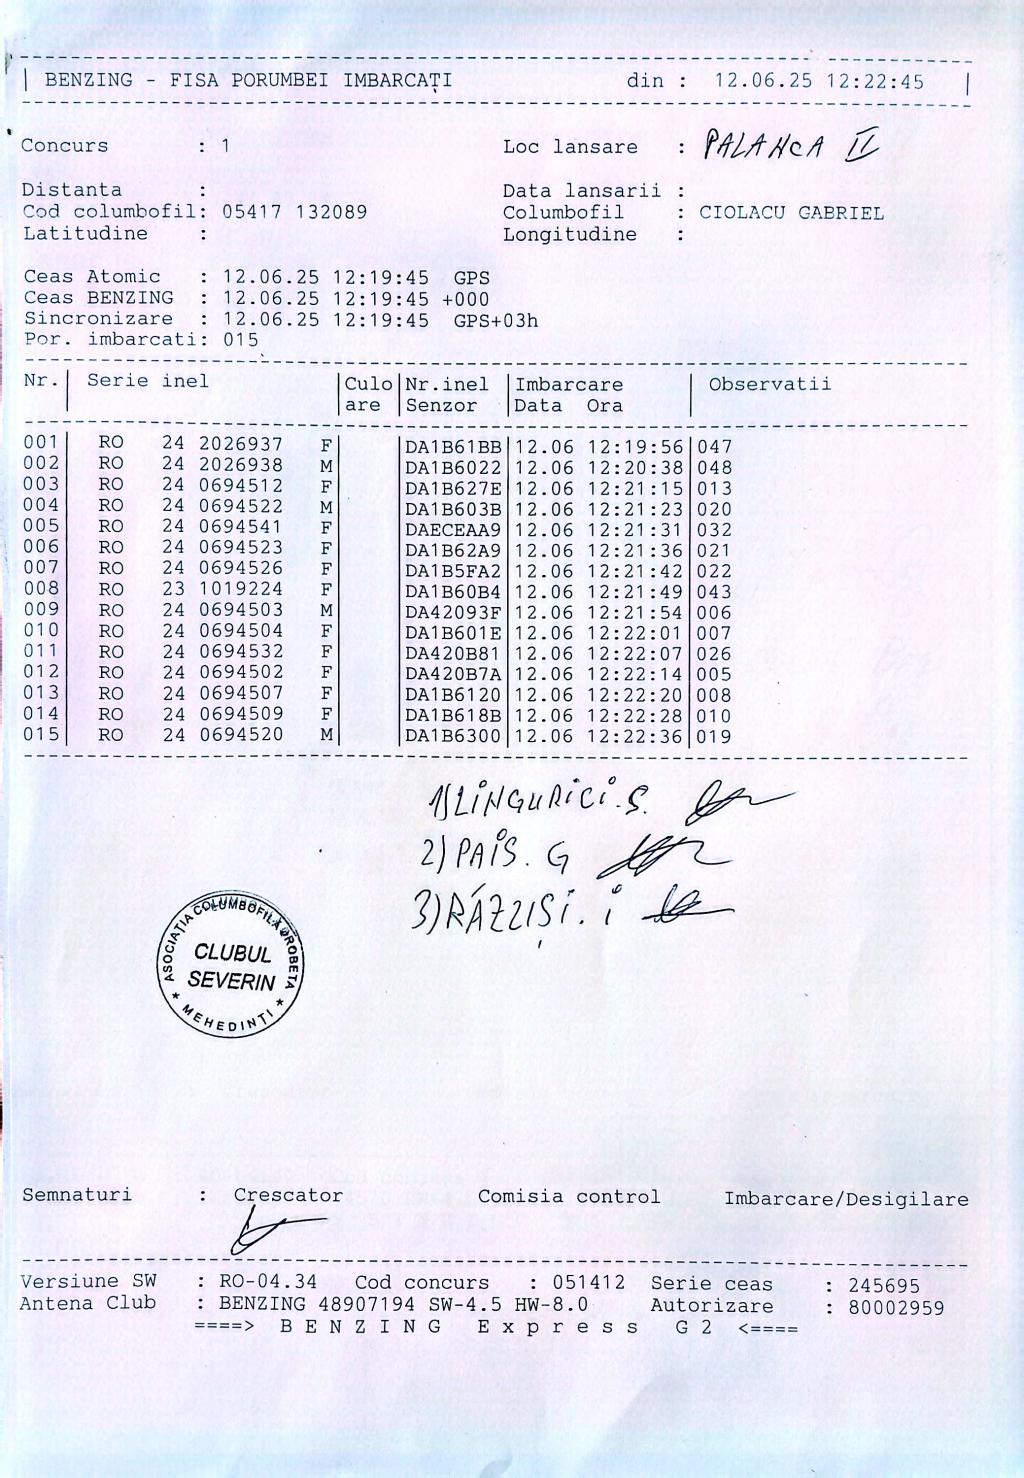 BENZING - FISA PORUMBEI IMBARCAȚI din : 12.06.25 12:22:45
Concurs : 1 Loc lansare : PALANCA II
Distanta : Data lansarii :
Cod columbofil: 05417 132089 Columbofil : CIOLACU GABRIEL
Latitudine : Longitudine :
Ceas Atomic : 12.06.25 12:19:45 GPS
Ceas BENZING : 12.06.25 12:19:45 +000
Sincronizare : 12.06.25 12:19:45 GPS+03h
Por. imbarcati: 015
Nr.| Serie inel |Culo|Nr.inel |Imbarcare | Observatii
| |are |Senzor |Data Ora |
001| RO 24 2026937 F| |DA1B61BB|12.06 12:19:56|047
002| RO 24 2026938 M| |DA1B6022|12.06 12:20:38|048
003| RO 24 0694512 F| |DA1B627E|12.06 12:21:15|013
004| RO 24 0694522 M| |DA1B603B|12.06 12:21:23|020
005| RO 24 0694541 F| |DAECEAA9|12.06 12:21:31|032
006| RO 24 0694523 F| |DA1B62A9|12.06 12:21:36|021
007| RO 24 0694526 F| |DA1B5FA2|12.06 12:21:42|022
008| RO 23 1019224 F| |DA1B60B4|12.06 12:21:49|043
009| RO 24 0694503 M| |DA42093F|12.06 12:21:54|006
010| RO 24 0694504 F| |DA1B601E|12.06 12:22:01|007
011| RO 24 0694532 F| |DA420B81|12.06 12:22:07|026
012| RO 24 0694502 F| |DA420B7A|12.06 12:22:14|005
013| RO 24 0694507 F| |DA1B6120|12.06 12:22:20|008
014| RO 24 0694509 F| |DA1B618B|12.06 12:22:28|010
015| RO 24 0694520 M| |DA1B6300|12.06 12:22:36|019
1) LINGURICI. S.
2) PAIS. G
3) RĂZLIȘI. I
ASOCIAȚIA COLUMBOFILĂ DROBETA
CLUBUL
SEVERIN
* MEHEDINȚI *
Semnaturi : Crescator Comisia control Imbarcare/Desigilare
Versiune SW : RO-04.34 Cod concurs : 051412 Serie ceas : 245695
Antena Club : BENZING 48907194 SW-4.5 HW-8.0 Autorizare : 80002959
====> B E N Z I N G E x p r e s s G 2 <====